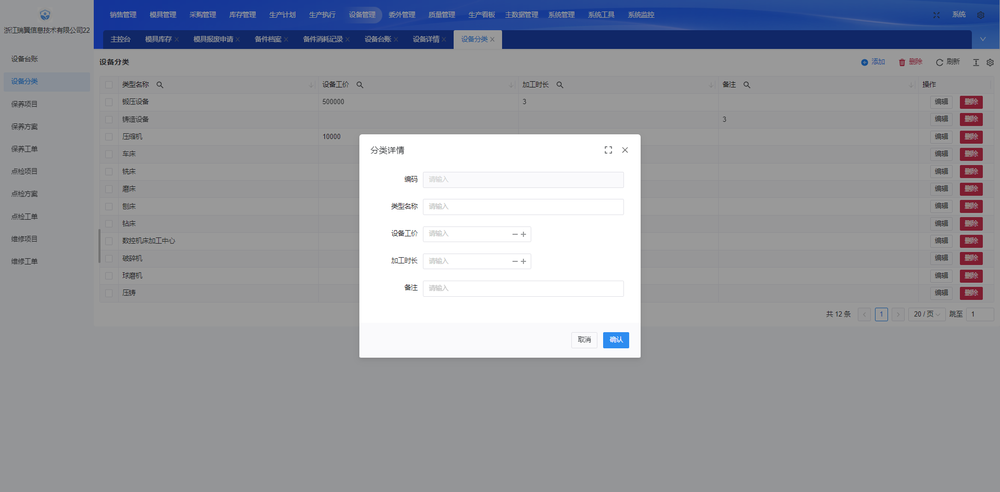 浙江瑞翼信息技术有限公司22
销售管理 模具管理 采购管理 库存管理 生产计划 生产执行 设备管理 委外管理 质量管理 生产看板 主数据管理 系统管理 系统工具 系统监控 系统
主控台 模具库存 模具报废申请 备件档案 备件消耗记录 设备台账 设备详情 设备分类
设备台账
设备分类
保养项目
保养方案
保养工单
点检项目
点检方案
点检工单
维修项目
维修工单
设备分类 添加 删除 刷新
类型名称 设备工价 加工时长 备注 操作
锻压设备 500000 3 编辑 删除
铸造设备 3 编辑 删除
压缩机 10000 编辑 删除
车床 编辑 删除
铣床 编辑 删除
磨床 编辑 删除
刨床 编辑 删除
钻床 编辑 删除
数控机床加工中心 编辑 删除
破碎机 编辑 删除
球磨机 编辑 删除
压铸 编辑 删除
共 12 条 1 20 / 页 跳至 1
分类详情
编码 请输入
类型名称 请输入
设备工价 请输入
加工时长 请输入
备注 请输入
取消 确认